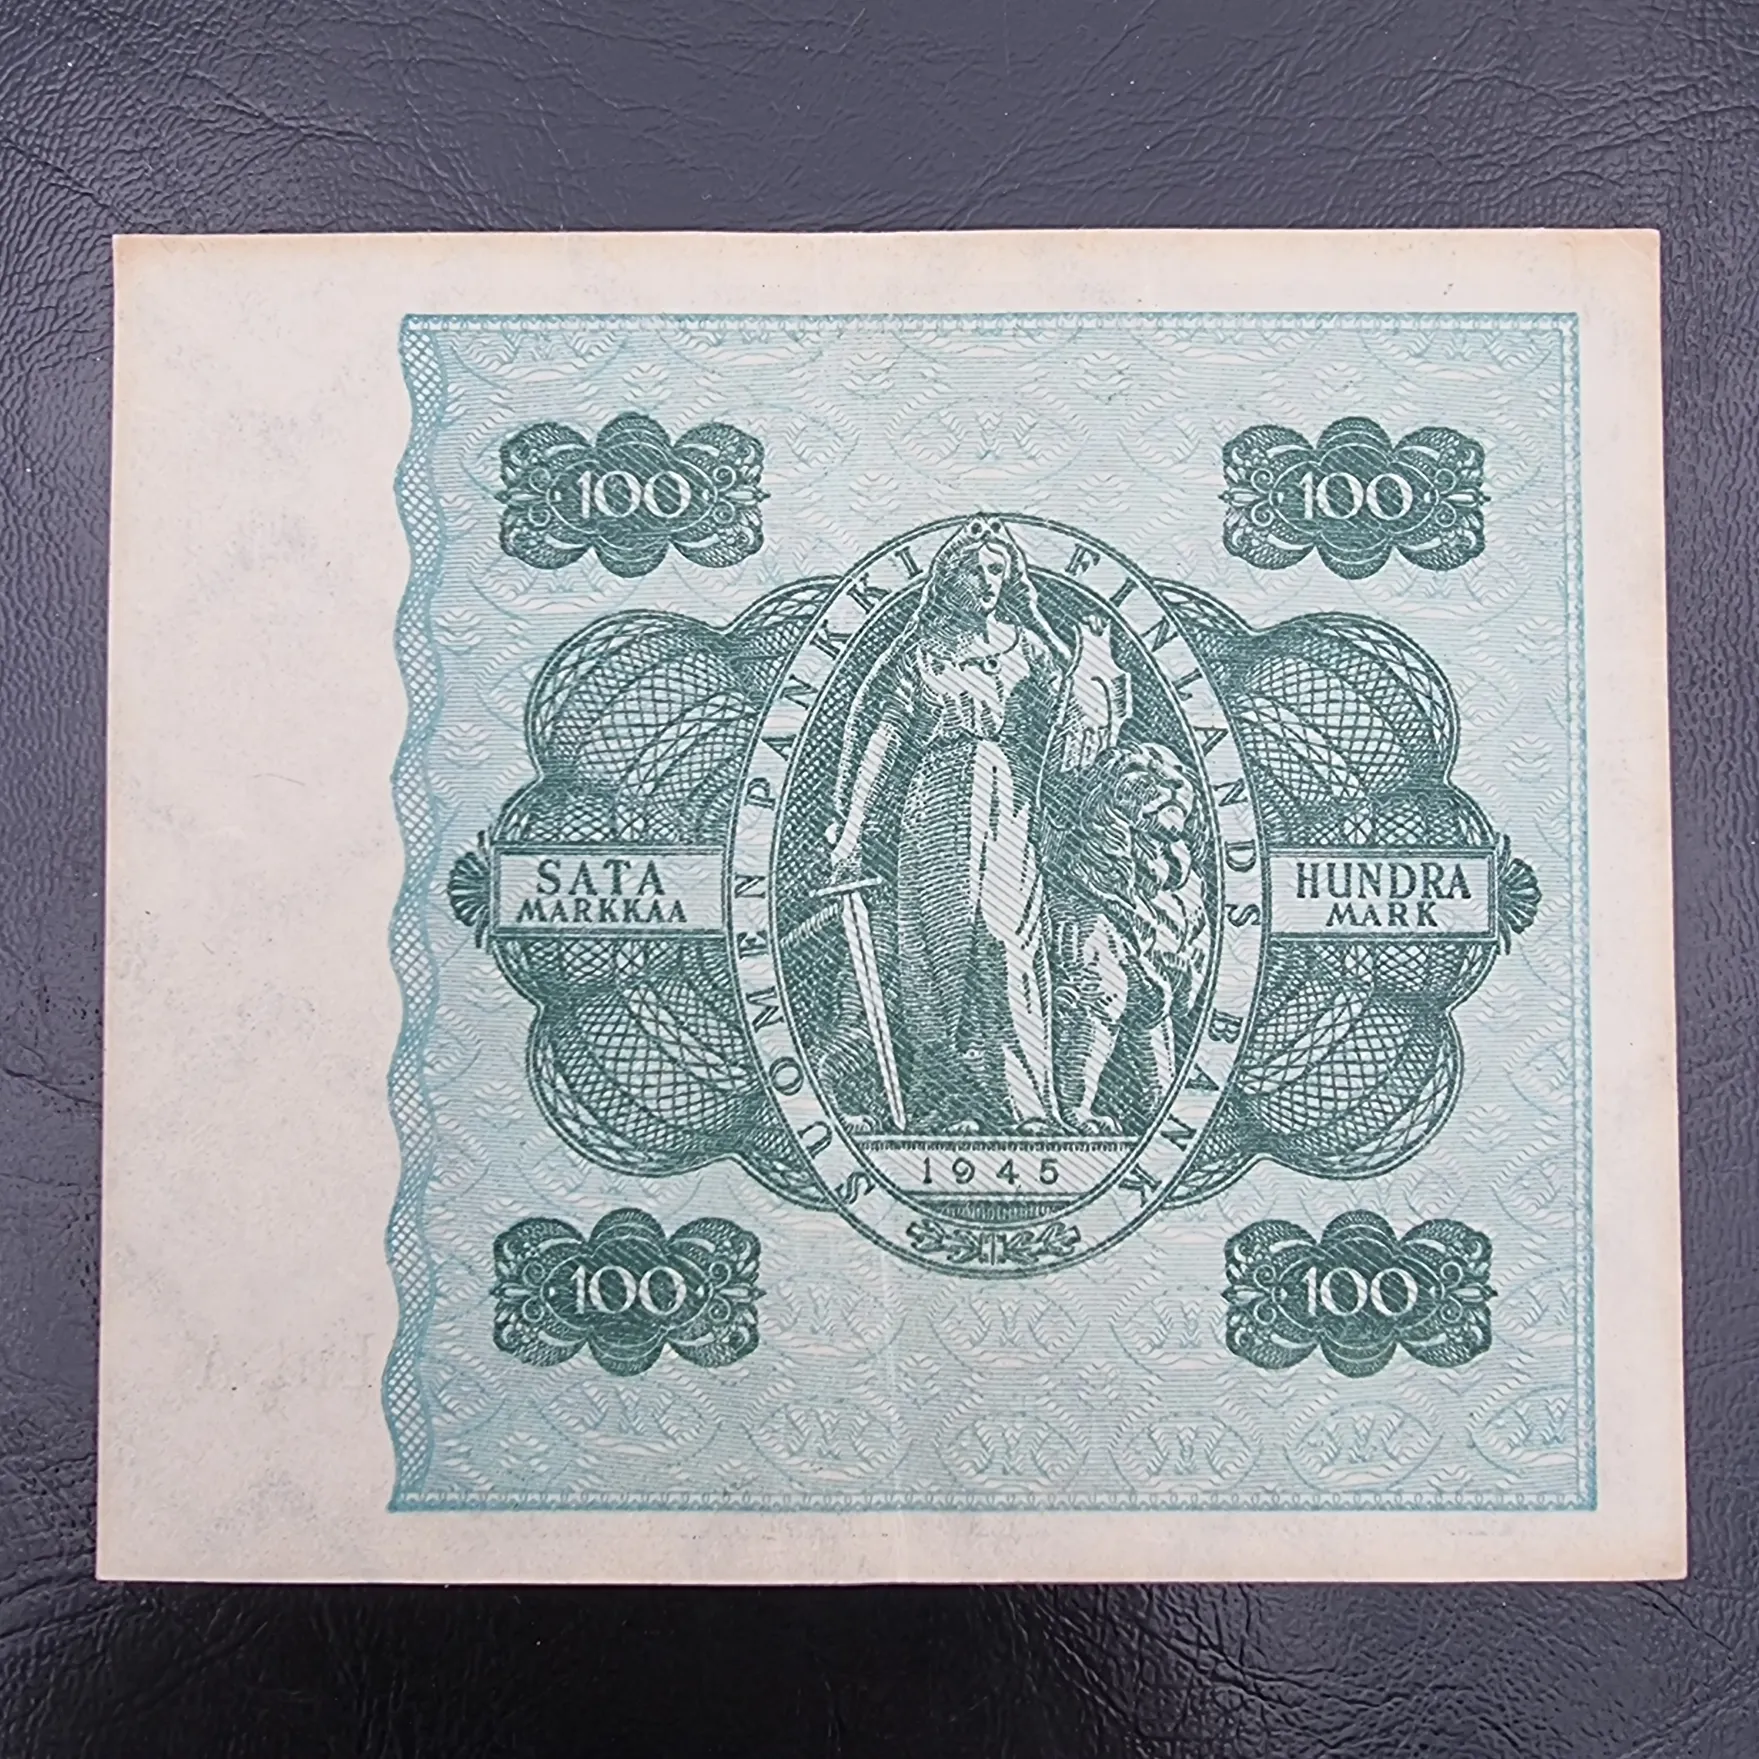 100
100
SUOMEN PANKKI FINLANDS BANK
SATA
MARKKAA
HUNDRA
MARK
1945
100
100